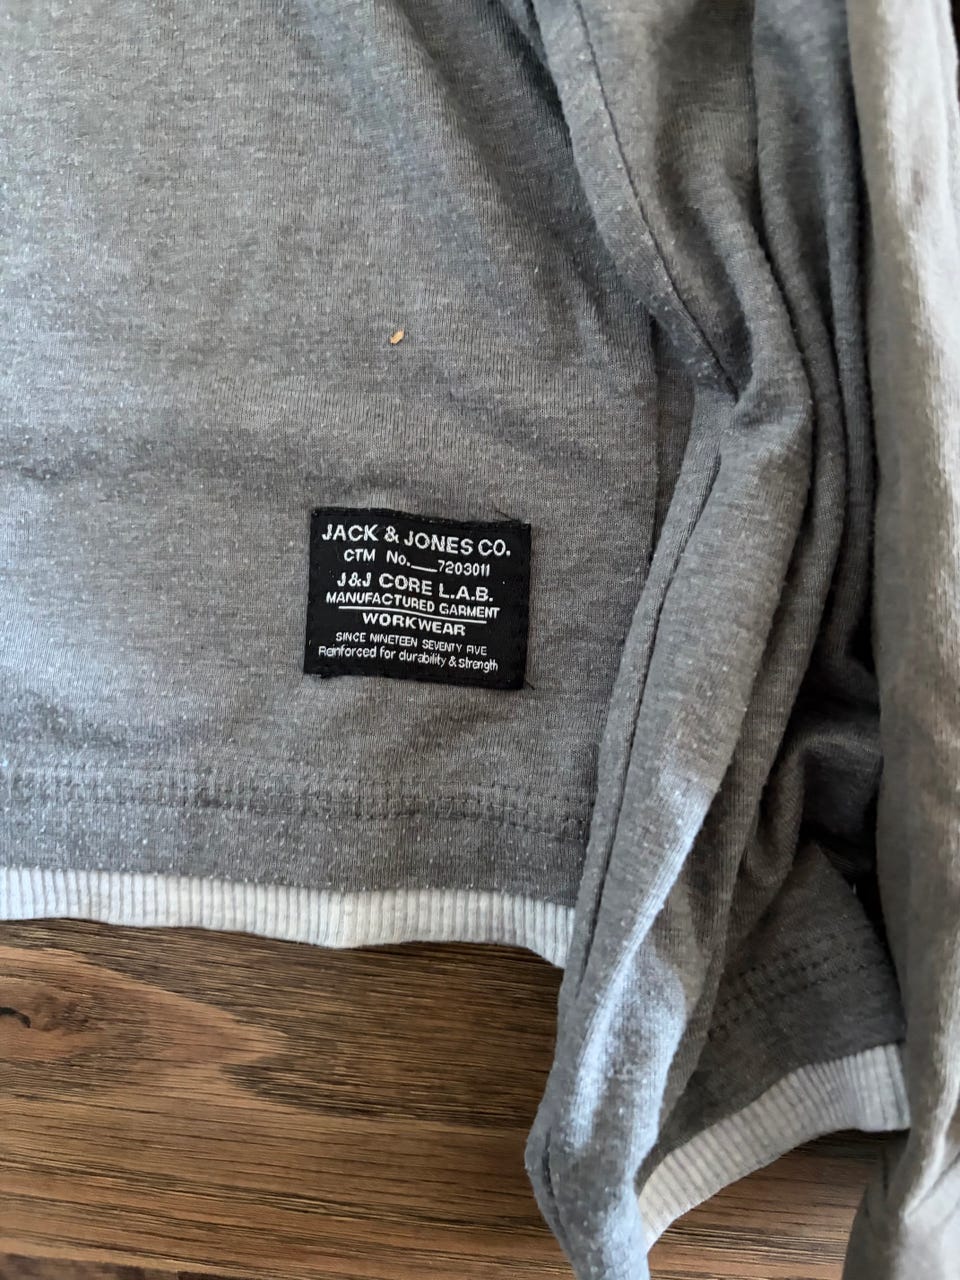 JACK & JONES CO.
CTM No.___7203011
J&J CORE L.A.B.
MANUFACTURED GARMENT
WORKWEAR
SINCE NINETEEN SEVENTY FIVE
Reinforced for durability & strength